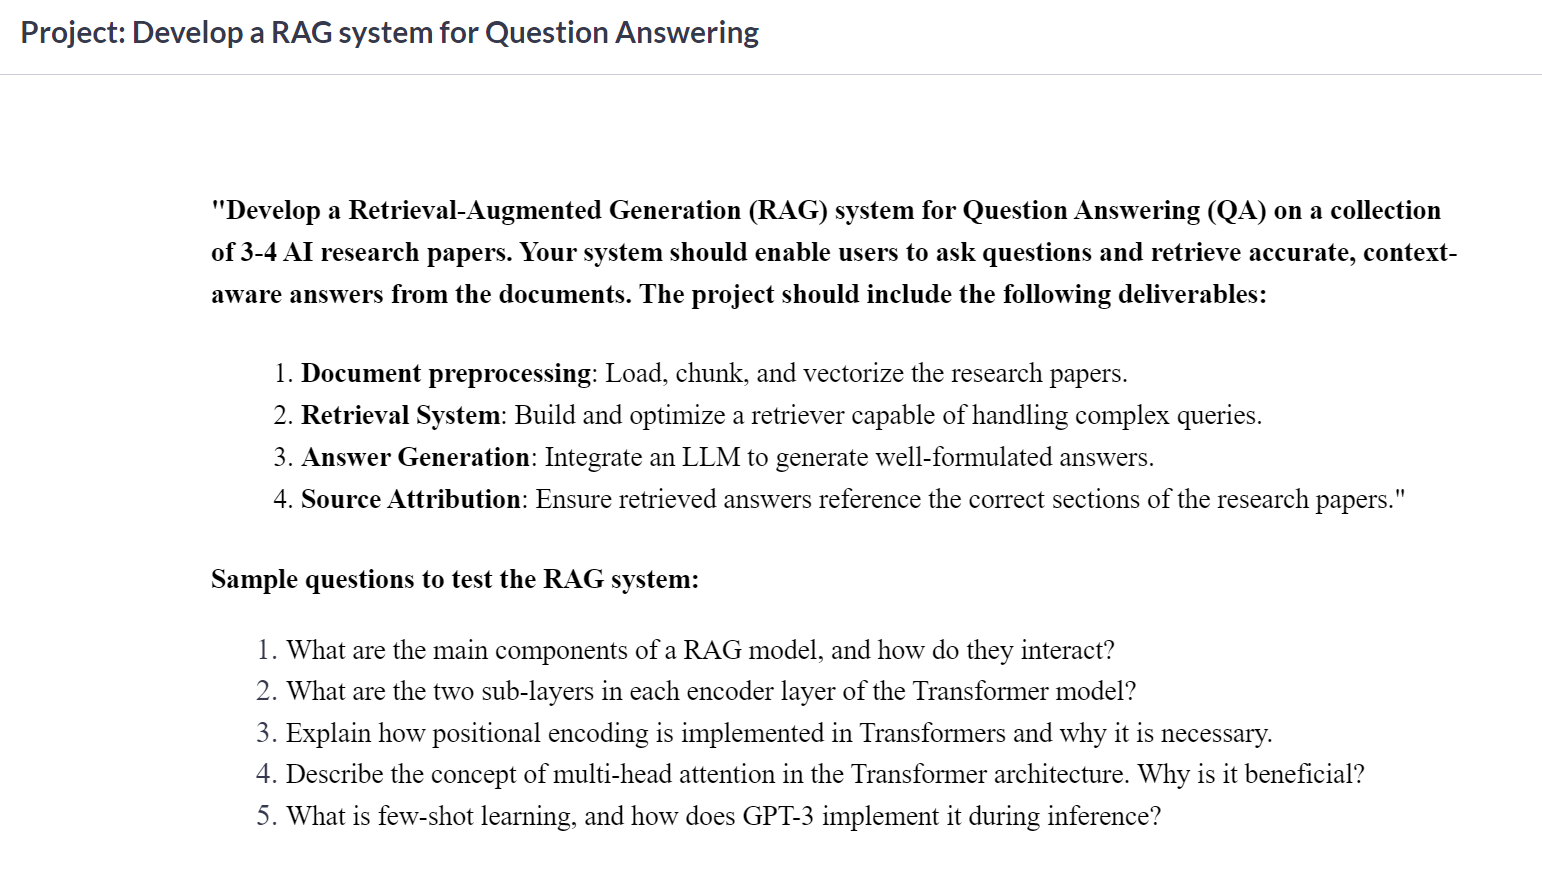 Project: Develop a RAG system for Question Answering
"Develop a Retrieval-Augmented Generation (RAG) system for Question Answering (QA) on a collection
of 3-4 AI research papers. Your system should enable users to ask questions and retrieve accurate, context-
aware answers from the documents. The project should include the following deliverables:
1. Document preprocessing: Load, chunk, and vectorize the research papers.
2. Retrieval System: Build and optimize a retriever capable of handling complex queries.
3. Answer Generation: Integrate an LLM to generate well-formulated answers.
4. Source Attribution: Ensure retrieved answers reference the correct sections of the research papers."
Sample questions to test the RAG system:
1. What are the main components of a RAG model, and how do they interact?
2. What are the two sub-layers in each encoder layer of the Transformer model?
3. Explain how positional encoding is implemented in Transformers and why it is necessary.
4. Describe the concept of multi-head attention in the Transformer architecture. Why is it beneficial?
5. What is few-shot learning, and how does GPT-3 implement it during inference?